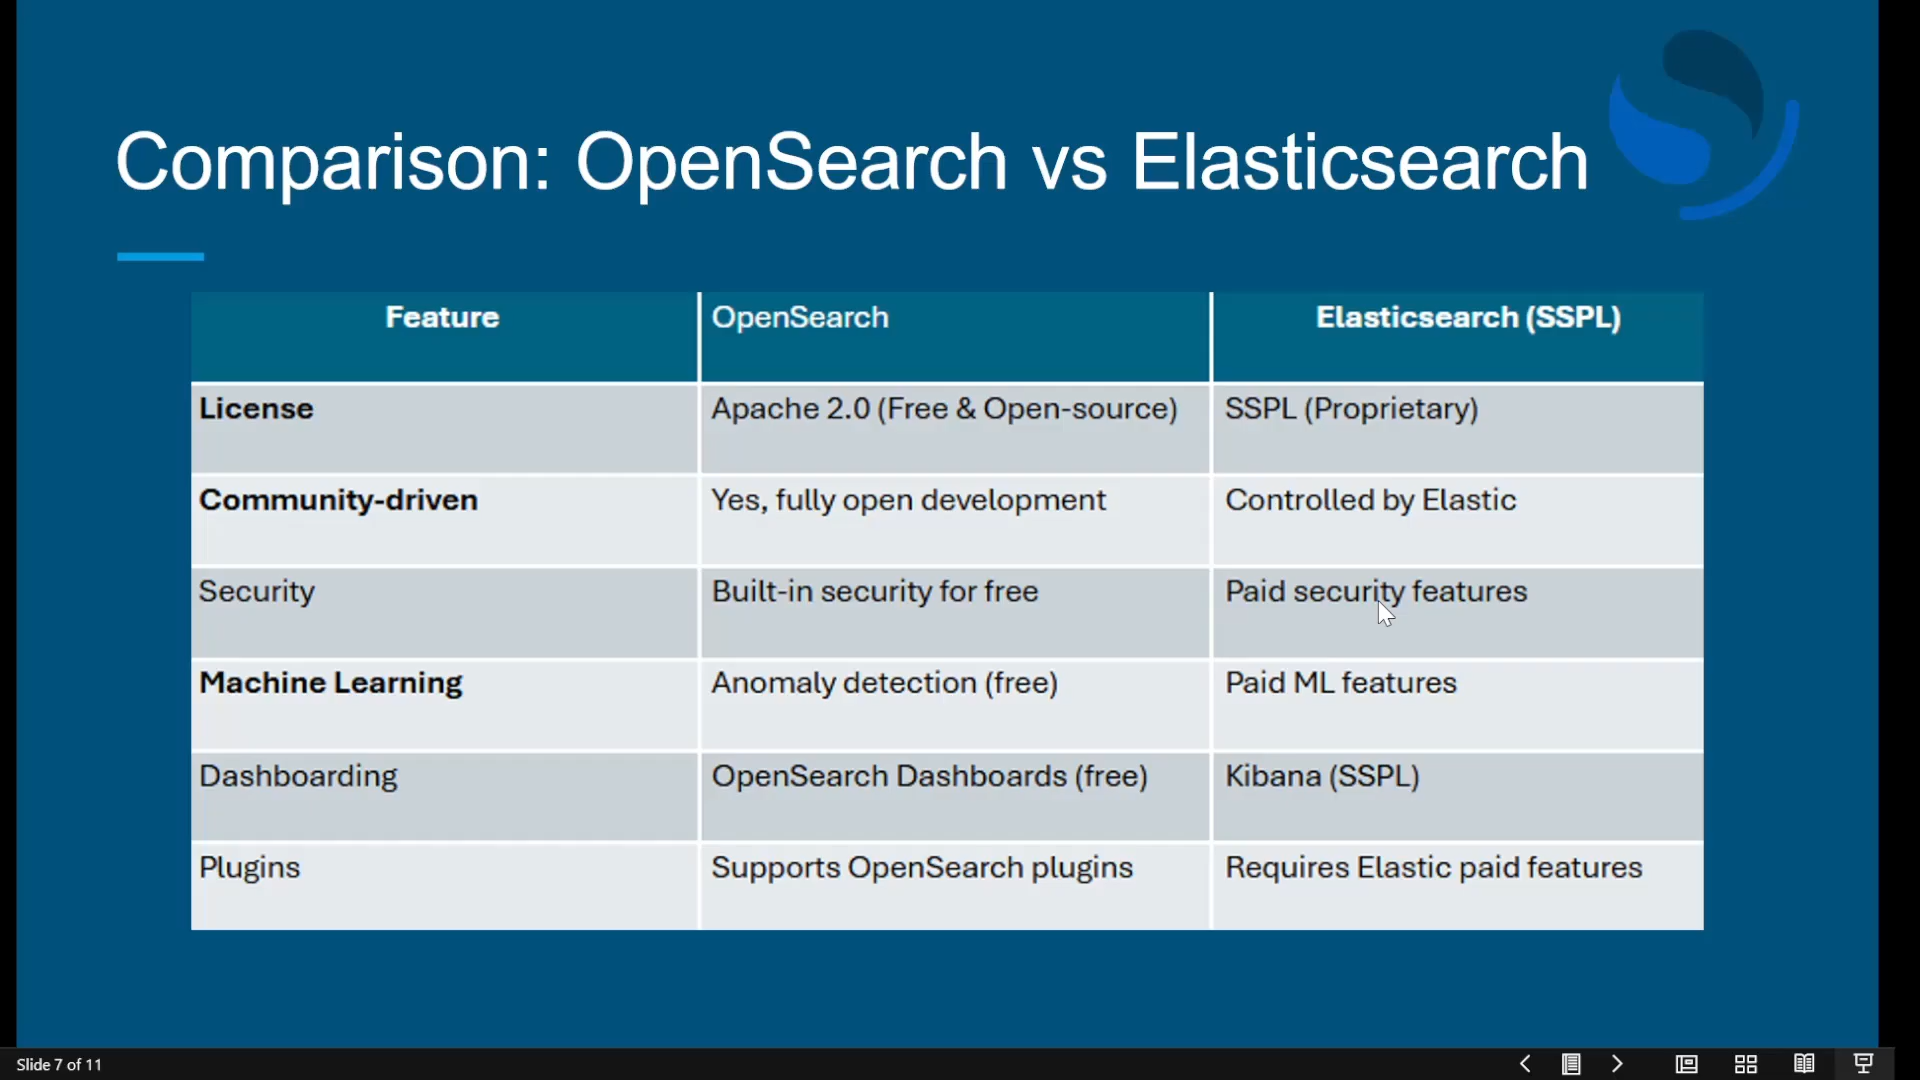 Comparison: OpenSearch vs Elasticsearch
Feature OpenSearch Elasticsearch (SSPL)
License Apache 2.0 (Free & Open-source) SSPL (Proprietary)
Community-driven Yes, fully open development Controlled by Elastic
Security Built-in security for free Paid security features
Machine Learning Anomaly detection (free) Paid ML features
Dashboarding OpenSearch Dashboards (free) Kibana (SSPL)
Plugins Supports OpenSearch plugins Requires Elastic paid features
Slide 7 of 11